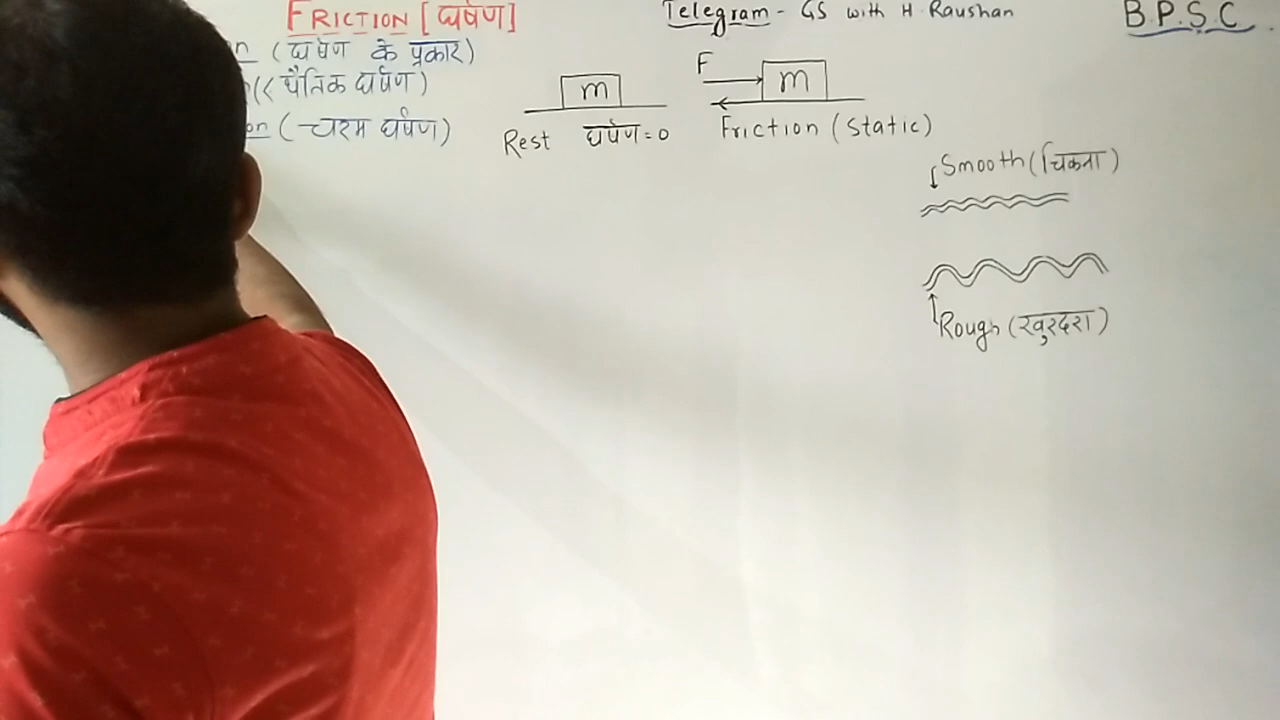 FRICTION [घर्षण]
Telegram - GS with H. Raushan
B.P.S.C.
(घर्षण के प्रकार)
(स्थैतिक घर्षण)
on (चरम घर्षण)
m
Rest घर्षण = 0
F
m
Friction (Static)
Smooth (चिकना)
Rough (खुरदरा)